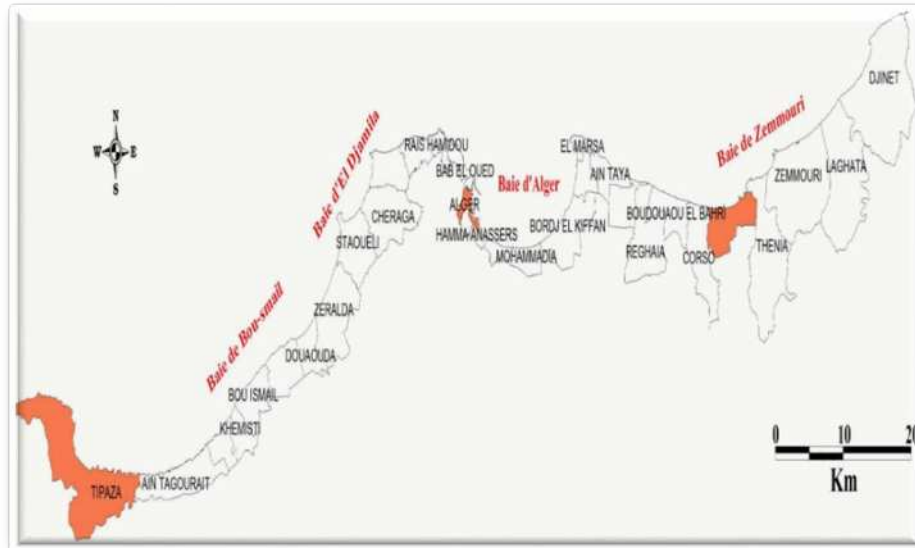 N
W E
S
Baie de Bou-smail
Baie d'El Djamila
Baie d'Alger
Baie de Zemmouri
TIPAZA
AIN TAGOURAIT
KHEMISTI
BOU ISMAIL
DOUAOUDA
ZERALDA
STAOUELI
CHERAGA
RAIS HAMIDOU
BAB EL OUED
ALGER
HAMMA ANASSERS
MOHAMMADIA
BORDJ EL KIFFAN
EL MARSA
AIN TAYA
REGHAIA
BOUDOUAOU EL BAHRI
CORSO
THENIA
ZEMMOURI
LAGHATA
DJINET
0 10 20
Km